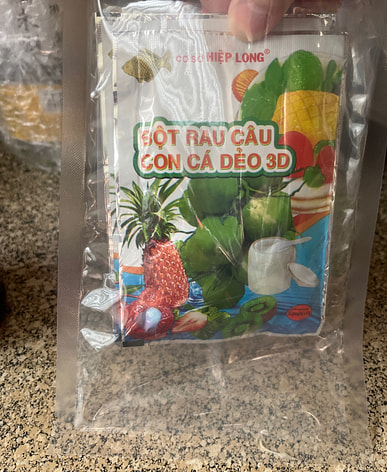 CƠ SỞ HIỆP LONG®
BỘT RAU CÂU
CON CÁ DẺO 3D